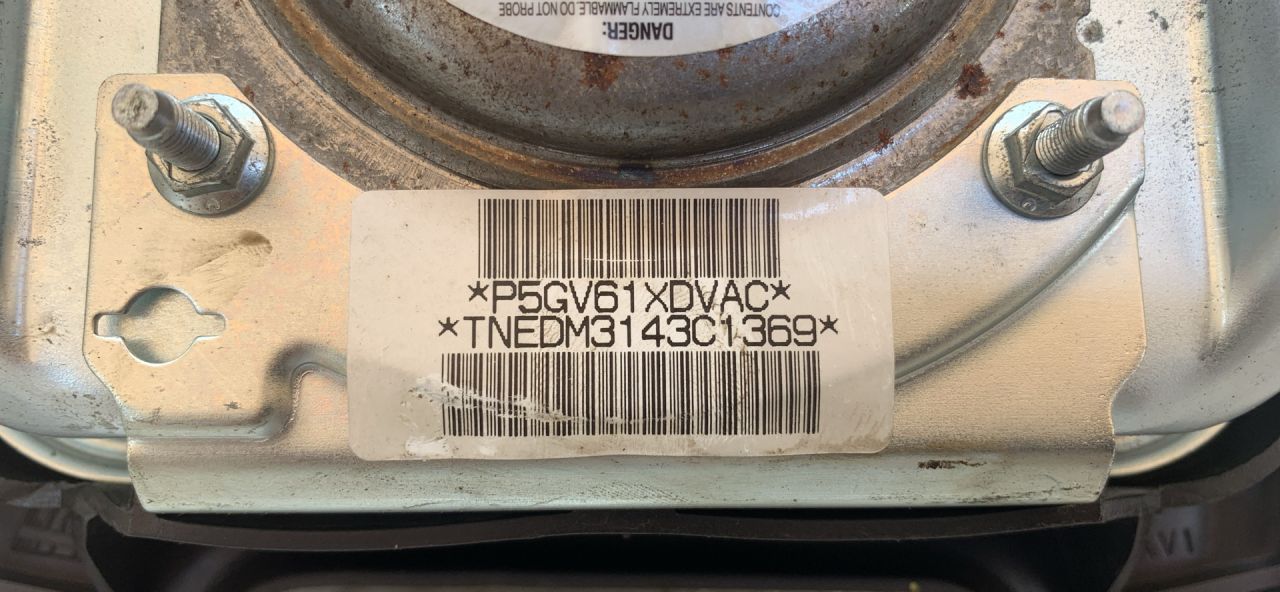 CONTENTS ARE EXTREMELY FLAMMABLE. DO NOT PROBE
DANGER:
*P5GV61XDVAC*
*TNEDM3143C1369*